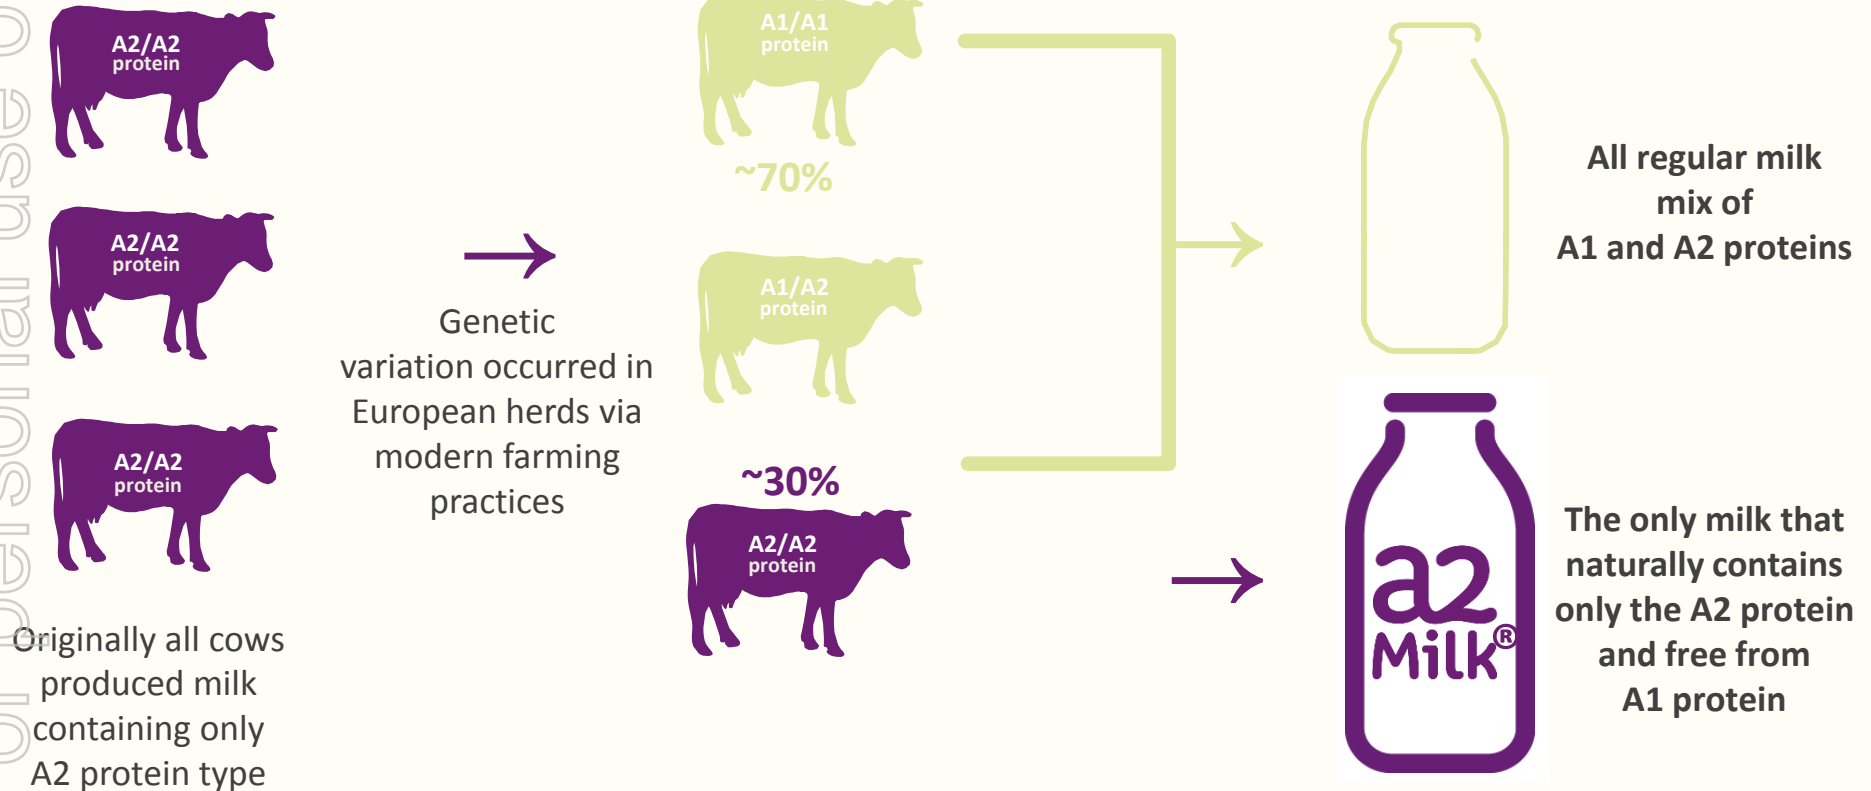 A2/A2
protein
A2/A2
protein
A2/A2
protein
Originally all cows
produced milk
containing only
A2 protein type
Genetic
variation occurred in
European herds via
modern farming
practices
A1/A1
protein
~70%
A1/A2
protein
~30%
A2/A2
protein
All regular milk
mix of
A1 and A2 proteins
a2
Milk®
The only milk that
naturally contains
only the A2 protein
and free from
A1 protein
or personal use o